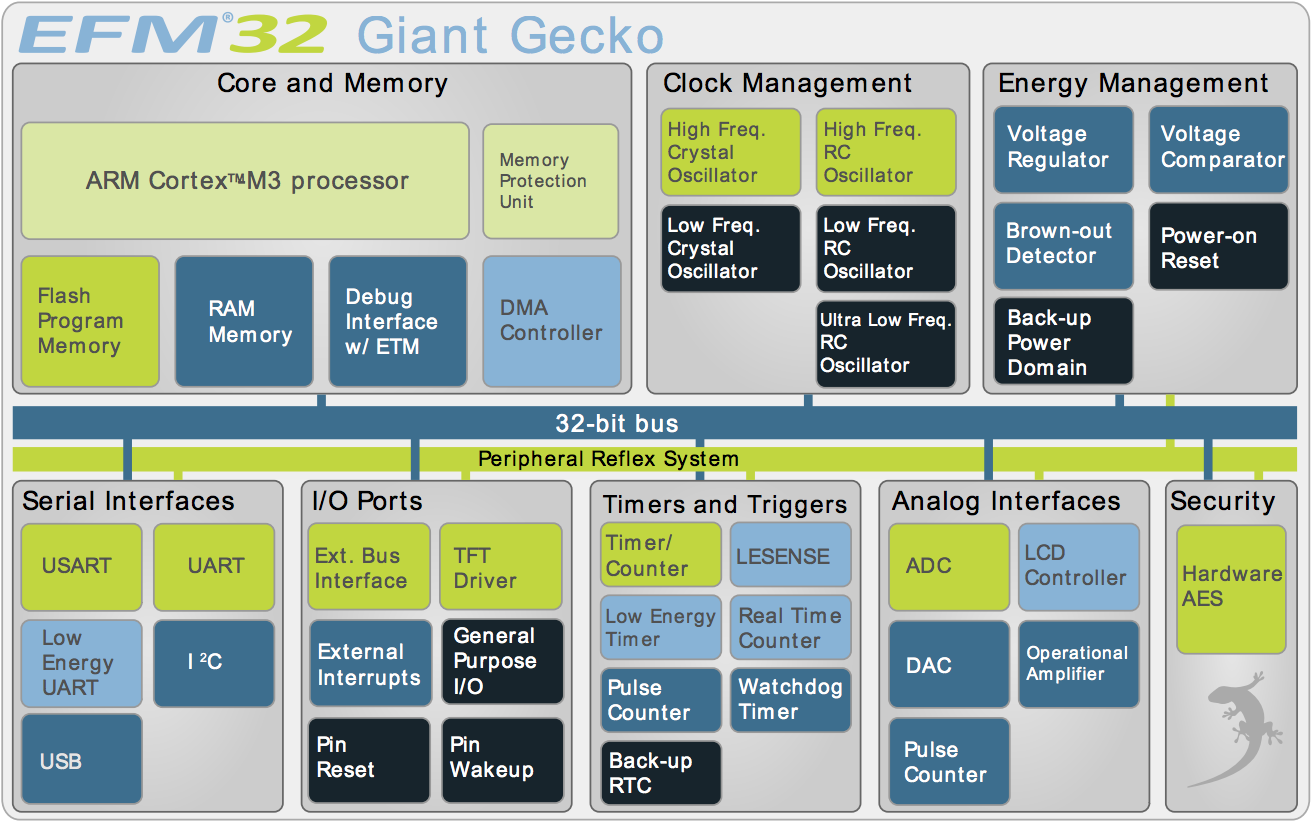 EFM®32 Giant Gecko
Core and Memory
ARM Cortex™M3 processor
Memory
Protection
Unit
Flash
Program
Memory
RAM
Memory
Debug
Interface
w/ ETM
DMA
Controller
Clock Management
High Freq.
Crystal
Oscillator
High Freq.
RC
Oscillator
Low Freq.
Crystal
Oscillator
Low Freq.
RC
Oscillator
Ultra Low Freq.
RC
Oscillator
Energy Management
Voltage
Regulator
Voltage
Comparator
Brown-out
Detector
Power-on
Reset
Back-up
Power
Domain
32-bit bus
Peripheral Reflex System
Serial Interfaces
USART
UART
Low
Energy
UART
I ²C
USB
I/O Ports
Ext. Bus
Interface
TFT
Driver
External
Interrupts
General
Purpose
I/O
Pin
Reset
Pin
Wakeup
Timers and Triggers
Timer/
Counter
LESENSE
Low Energy
Timer
Real Time
Counter
Pulse
Counter
Watchdog
Timer
Back-up
RTC
Analog Interfaces
ADC
LCD
Controller
DAC
Operational
Amplifier
Pulse
Counter
Security
Hardware
AES